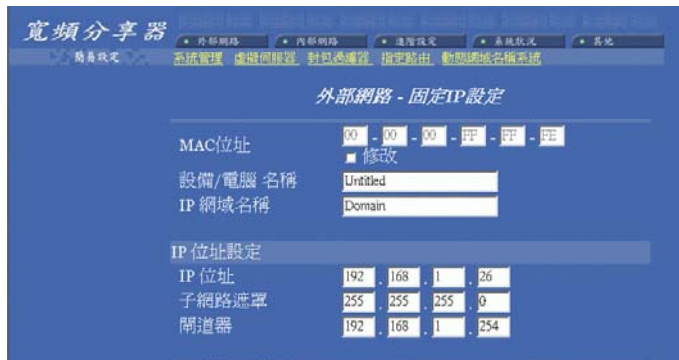 寬頻分享器
外部網路 內部網路 進階設定 系統狀況 其他
簡易設定
系統管理 虛擬伺服器 封包過濾器 指定路由 動態網域名稱系統
外部網路 - 固定IP設定
MAC位址 00 - 00 - 00 - FF - FF - FE
修改
設備/電腦 名稱 Untitled
IP 網域名稱 Domain
IP 位址設定
IP 位址 192 . 168 . 1 . 26
子網路遮罩 255 . 255 . 255 . 0
閘道器 192 . 168 . 1 . 254